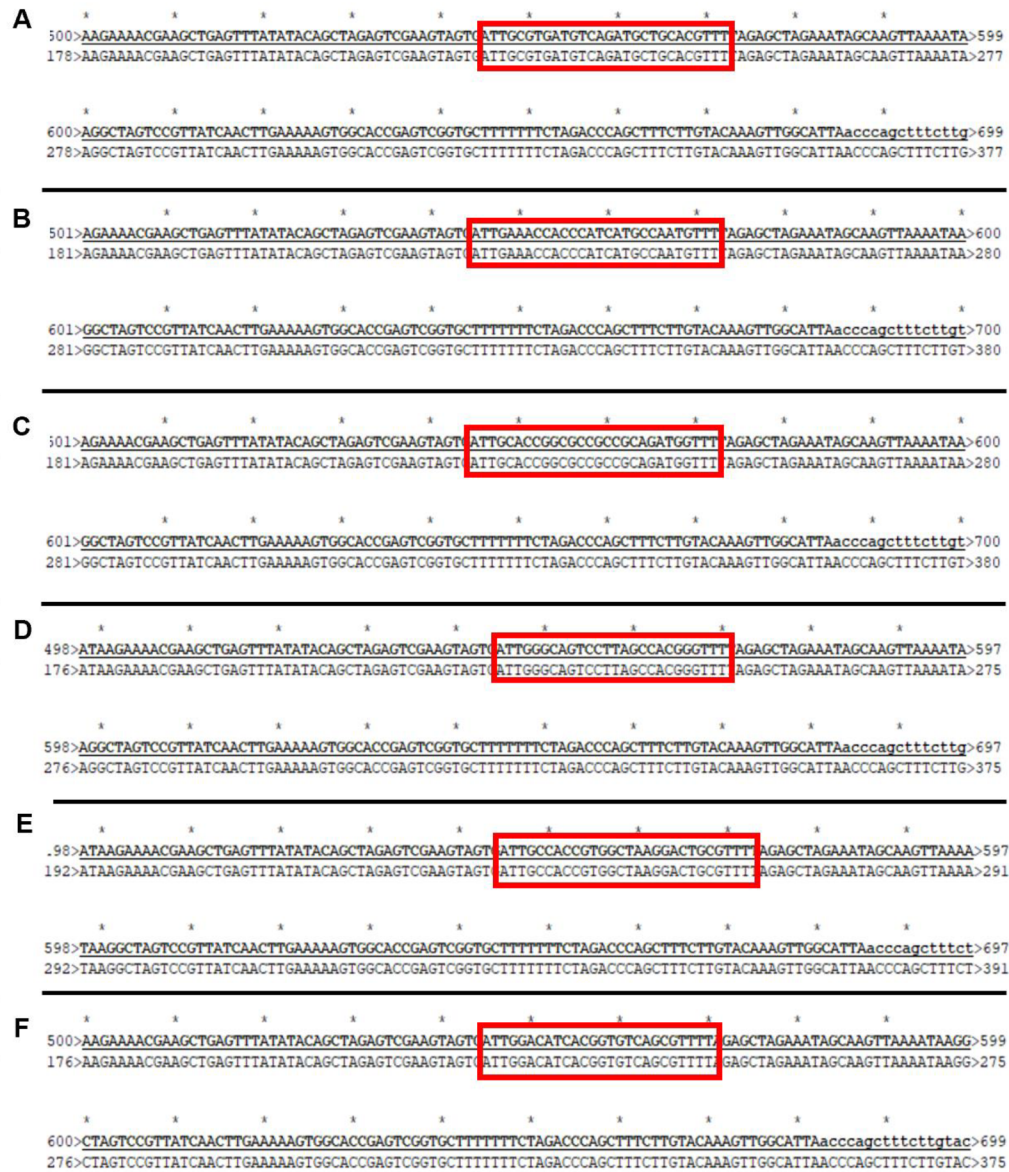 A
* * * * * * * * * *
500>AAGAAAACGAAGCTGAGTTTATATACAGCTAGAGTCGAAGTAGTGATTGCGTGATGTCAGATGCTGCACGTTTTAGAGCTAGAAATAGCAAGTTAAAATA>599
178>AAGAAAACGAAGCTGAGTTTATATACAGCTAGAGTCGAAGTAGTGATTGCGTGATGTCAGATGCTGCACGTTTTAGAGCTAGAAATAGCAAGTTAAAATA>277
* * * * * * * * * *
600>AGGCTAGTCCGTTATCAACTTGAAAAAGTGGCACCGAGTCGGTGCTTTTTTTCTAGACCCAGCTTTCTTGTACAAAGTTGGCATTAacccagctttcttg>699
278>AGGCTAGTCCGTTATCAACTTGAAAAAGTGGCACCGAGTCGGTGCTTTTTTTCTAGACCCAGCTTTCTTGTACAAAGTTGGCATTAACCCAGCTTTCTTG>377
B
* * * * * * * * * *
501>AGAAAACGAAGCTGAGTTTATATACAGCTAGAGTCGAAGTAGTGATTGAAACCACCCATCATGCCAATGTTTTAGAGCTAGAAATAGCAAGTTAAAATAA>600
181>AGAAAACGAAGCTGAGTTTATATACAGCTAGAGTCGAAGTAGTGATTGAAACCACCCATCATGCCAATGTTTTAGAGCTAGAAATAGCAAGTTAAAATAA>280
* * * * * * * * * *
601>GGCTAGTCCGTTATCAACTTGAAAAAGTGGCACCGAGTCGGTGCTTTTTTTCTAGACCCAGCTTTCTTGTACAAAGTTGGCATTAacccagctttcttgt>700
281>GGCTAGTCCGTTATCAACTTGAAAAAGTGGCACCGAGTCGGTGCTTTTTTTCTAGACCCAGCTTTCTTGTACAAAGTTGGCATTAACCCAGCTTTCTTGT>380
C
* * * * * * * * * *
501>AGAAAACGAAGCTGAGTTTATATACAGCTAGAGTCGAAGTAGTGATTGCACCGGCGCCGCCGCAGATGGTTTTAGAGCTAGAAATAGCAAGTTAAAATAA>600
181>AGAAAACGAAGCTGAGTTTATATACAGCTAGAGTCGAAGTAGTGATTGCACCGGCGCCGCCGCAGATGGTTTTAGAGCTAGAAATAGCAAGTTAAAATAA>280
* * * * * * * * * *
601>GGCTAGTCCGTTATCAACTTGAAAAAGTGGCACCGAGTCGGTGCTTTTTTTCTAGACCCAGCTTTCTTGTACAAAGTTGGCATTAacccagctttcttgt>700
281>GGCTAGTCCGTTATCAACTTGAAAAAGTGGCACCGAGTCGGTGCTTTTTTTCTAGACCCAGCTTTCTTGTACAAAGTTGGCATTAACCCAGCTTTCTTGT>380
D
* * * * * * * * * *
498>ATAAGAAAACGAAGCTGAGTTTATATACAGCTAGAGTCGAAGTAGTGATTGGGCAGTCCTTAGCCACGGGTTTTAGAGCTAGAAATAGCAAGTTAAAATA>597
176>ATAAGAAAACGAAGCTGAGTTTATATACAGCTAGAGTCGAAGTAGTGATTGGGCAGTCCTTAGCCACGGGTTTTAGAGCTAGAAATAGCAAGTTAAAATA>275
* * * * * * * * * *
598>AGGCTAGTCCGTTATCAACTTGAAAAAGTGGCACCGAGTCGGTGCTTTTTTTCTAGACCCAGCTTTCTTGTACAAAGTTGGCATTAacccagctttcttg>697
276>AGGCTAGTCCGTTATCAACTTGAAAAAGTGGCACCGAGTCGGTGCTTTTTTTCTAGACCCAGCTTTCTTGTACAAAGTTGGCATTAACCCAGCTTTCTTG>375
E
* * * * * * * * * *
.98>ATAAGAAAACGAAGCTGAGTTTATATACAGCTAGAGTCGAAGTAGTGATTGCCACCGTGGCTAAGGACTGCGTTTTAGAGCTAGAAATAGCAAGTTAAAA>597
192>ATAAGAAAACGAAGCTGAGTTTATATACAGCTAGAGTCGAAGTAGTGATTGCCACCGTGGCTAAGGACTGCGTTTTAGAGCTAGAAATAGCAAGTTAAAA>291
* * * * * * * * * *
598>TAAGGCTAGTCCGTTATCAACTTGAAAAAGTGGCACCGAGTCGGTGCTTTTTTTCTAGACCCAGCTTTCTTGTACAAAGTTGGCATTAacccagctttct>697
292>TAAGGCTAGTCCGTTATCAACTTGAAAAAGTGGCACCGAGTCGGTGCTTTTTTTCTAGACCCAGCTTTCTTGTACAAAGTTGGCATTAACCCAGCTTTCT>391
F
* * * * * * * * * *
500>AAGAAAACGAAGCTGAGTTTATATACAGCTAGAGTCGAAGTAGTGATTGGACATCACGGTGTCAGCGTTTTAGAGCTAGAAATAGCAAGTTAAAATAAGG>599
176>AAGAAAACGAAGCTGAGTTTATATACAGCTAGAGTCGAAGTAGTGATTGGACATCACGGTGTCAGCGTTTTAGAGCTAGAAATAGCAAGTTAAAATAAGG>275
* * * * * * * * * *
600>CTAGTCCGTTATCAACTTGAAAAAGTGGCACCGAGTCGGTGCTTTTTTTCTAGACCCAGCTTTCTTGTACAAAGTTGGCATTAacccagctttcttgtac>699
276>CTAGTCCGTTATCAACTTGAAAAAGTGGCACCGAGTCGGTGCTTTTTTTCTAGACCCAGCTTTCTTGTACAAAGTTGGCATTAACCCAGCTTTCTTGTAC>375